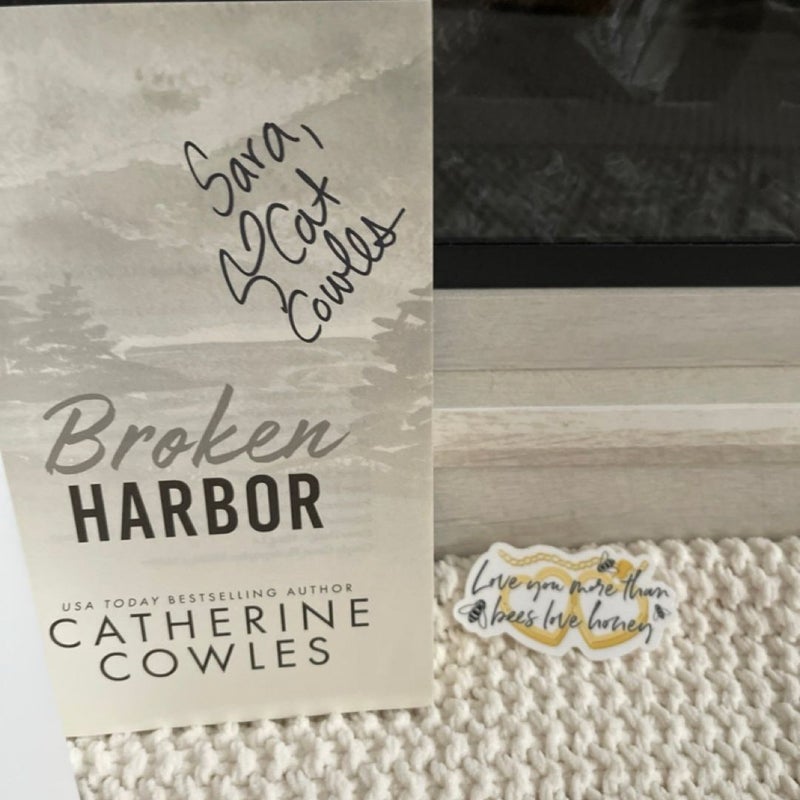 Sara,
Cat
Cowles
Broken
HARBOR
USA TODAY BESTSELLING AUTHOR
CATHERINE
COWLES
Love you more than
bees love honey